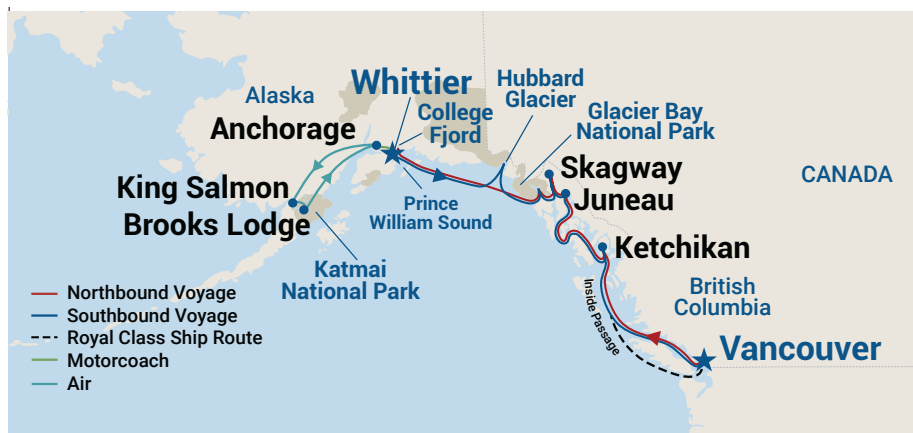 Whittier
Hubbard
Glacier
Alaska
College
Fjord
Glacier Bay
National Park
Anchorage
Skagway
CANADA
King Salmon
Juneau
Prince
William Sound
Brooks Lodge
Ketchikan
Katmai
National Park
British
Columbia
Inside Passage
Vancouver
Northbound Voyage
Southbound Voyage
Royal Class Ship Route
Motorcoach
Air